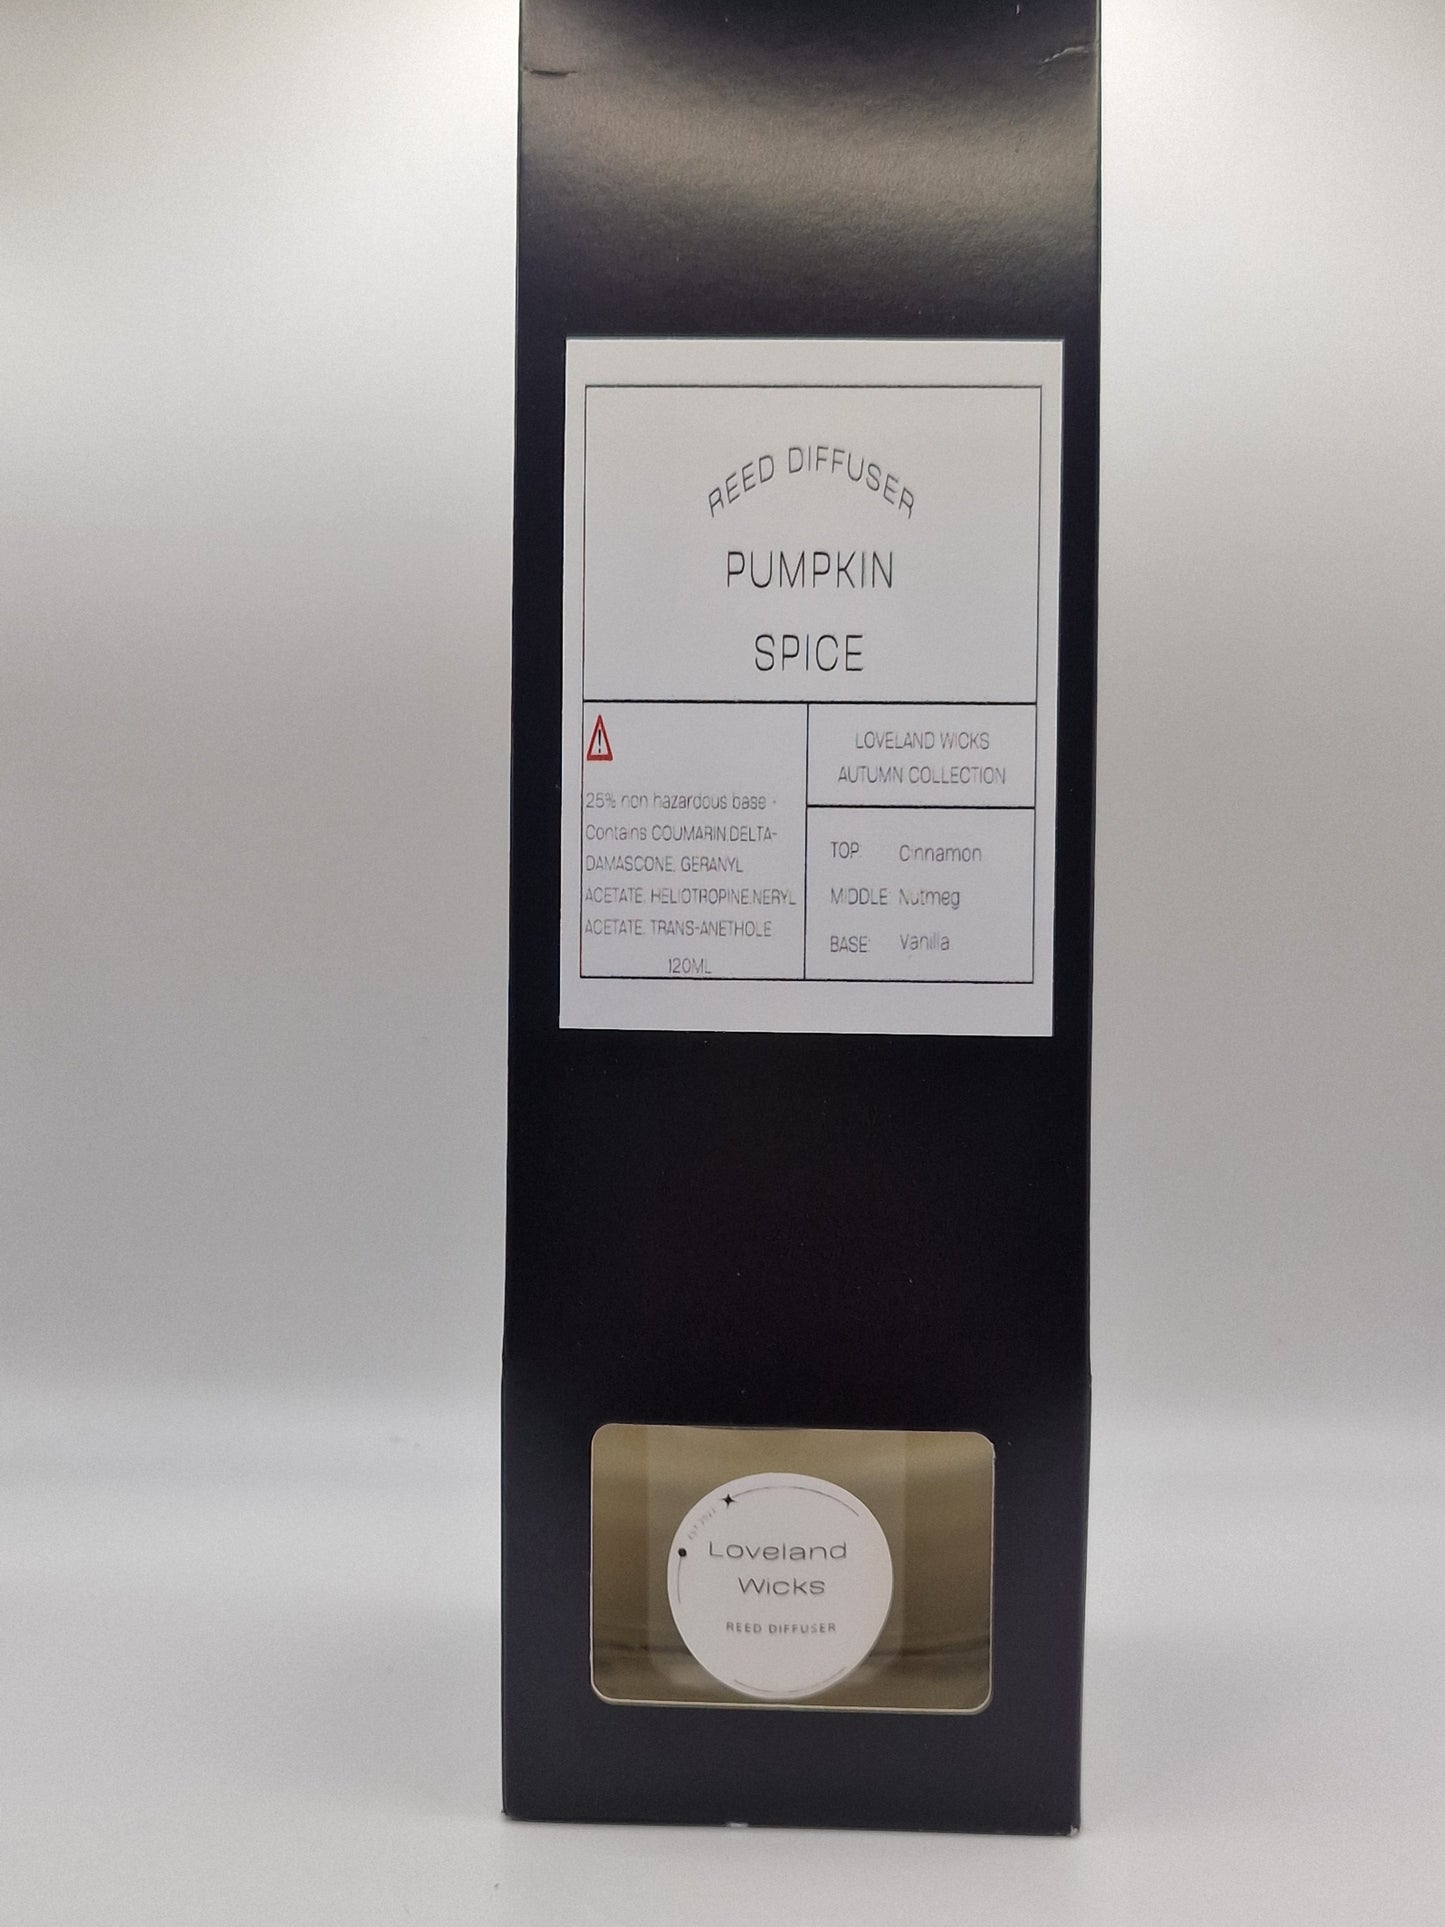 REED DIFFUSER
PUMPKIN
SPICE
25% non hazardous base -
Contains COUMARIN,DELTA-
DAMASCONE, GERANYL
ACETATE, HELIOTROPINE,NERYL
ACETATE, TRANS-ANETHOLE
120ML
LOVELAND WICKS
AUTUMN COLLECTION
TOP: Cinnamon
MIDDLE: Nutmeg
BASE: Vanilla
Loveland
Wicks
REED DIFFUSER